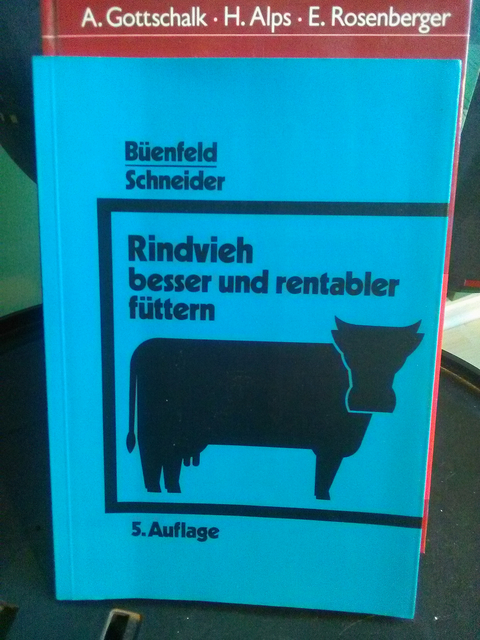 A. Gottschalk · H. Alps · E. Rosenberger
Büenfeld
Schneider
Rindvieh
besser und rentabler
füttern
5. Auflage